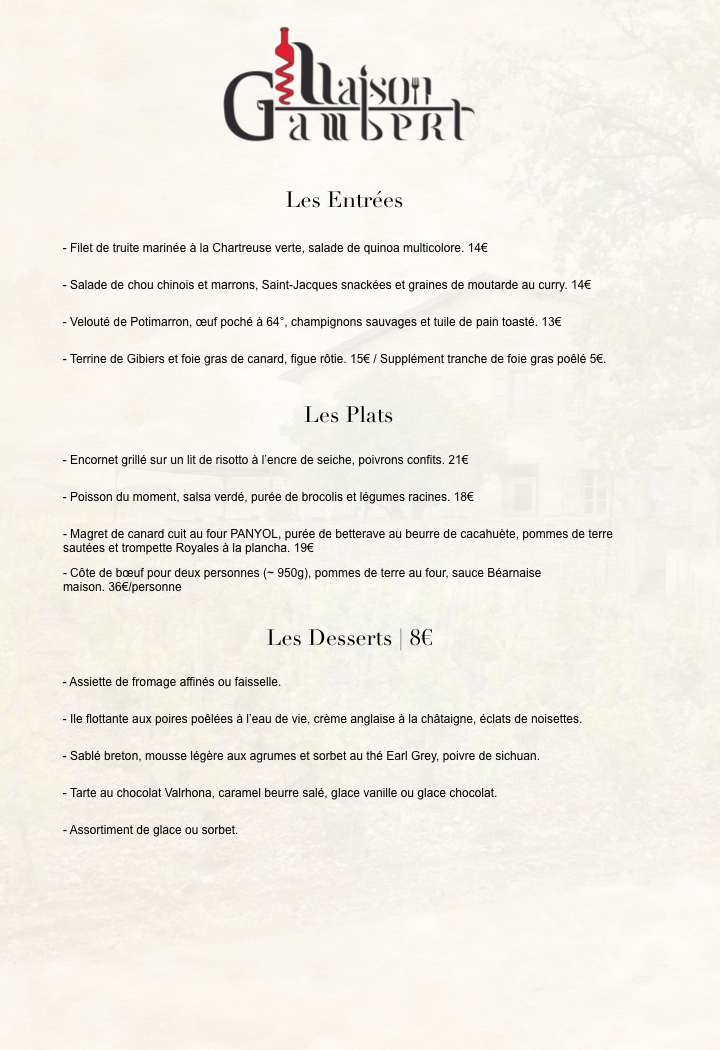 Maison
Gambert
Les Entrées
- Filet de truite marinée à la Chartreuse verte, salade de quinoa multicolore. 14€
- Salade de chou chinois et marrons, Saint-Jacques snackées et graines de moutarde au curry. 14€
- Velouté de Potimarron, œuf poché à 64°, champignons sauvages et tuile de pain toasté. 13€
- Terrine de Gibiers et foie gras de canard, figue rôtie. 15€ / Supplément tranche de foie gras poêlé 5€.
Les Plats
- Encornet grillé sur un lit de risotto à l'encre de seiche, poivrons confits. 21€
- Poisson du moment, salsa verdé, purée de brocolis et légumes racines. 18€
- Magret de canard cuit au four PANYOL, purée de betterave au beurre de cacahuète, pommes de terre
sautées et trompette Royales à la plancha. 19€
- Côte de bœuf pour deux personnes (~ 950g), pommes de terre au four, sauce Béarnaise
maison. 36€/personne
Les Desserts | 8€
- Assiette de fromage affinés ou faisselle.
- Ile flottante aux poires poêlées à l'eau de vie, crème anglaise à la châtaigne, éclats de noisettes.
- Sablé breton, mousse légère aux agrumes et sorbet au thé Earl Grey, poivre de sichuan.
- Tarte au chocolat Valrhona, caramel beurre salé, glace vanille ou glace chocolat.
- Assortiment de glace ou sorbet.